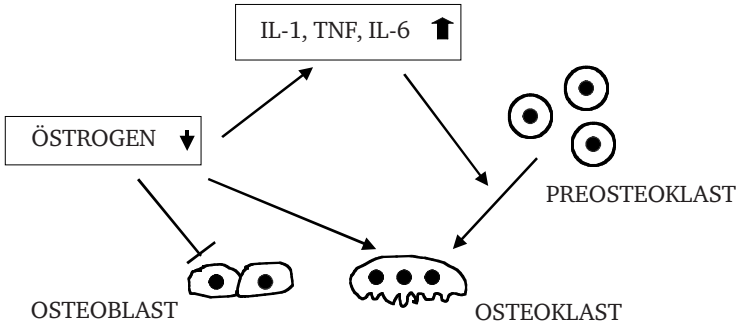 IL-1, TNF, IL-6
ÖSTROGEN
PREOSTEOKLAST
OSTEOBLAST
OSTEOKLAST